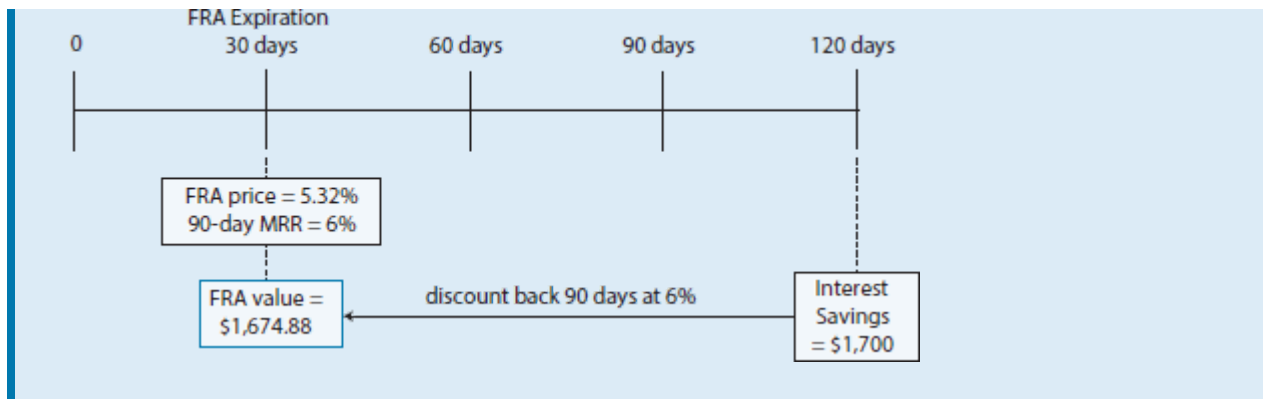 FRA Expiration
0 30 days 60 days 90 days 120 days
FRA price = 5.32%
90-day MRR = 6%
FRA value =
$1,674.88
discount back 90 days at 6%
Interest
Savings
= $1,700